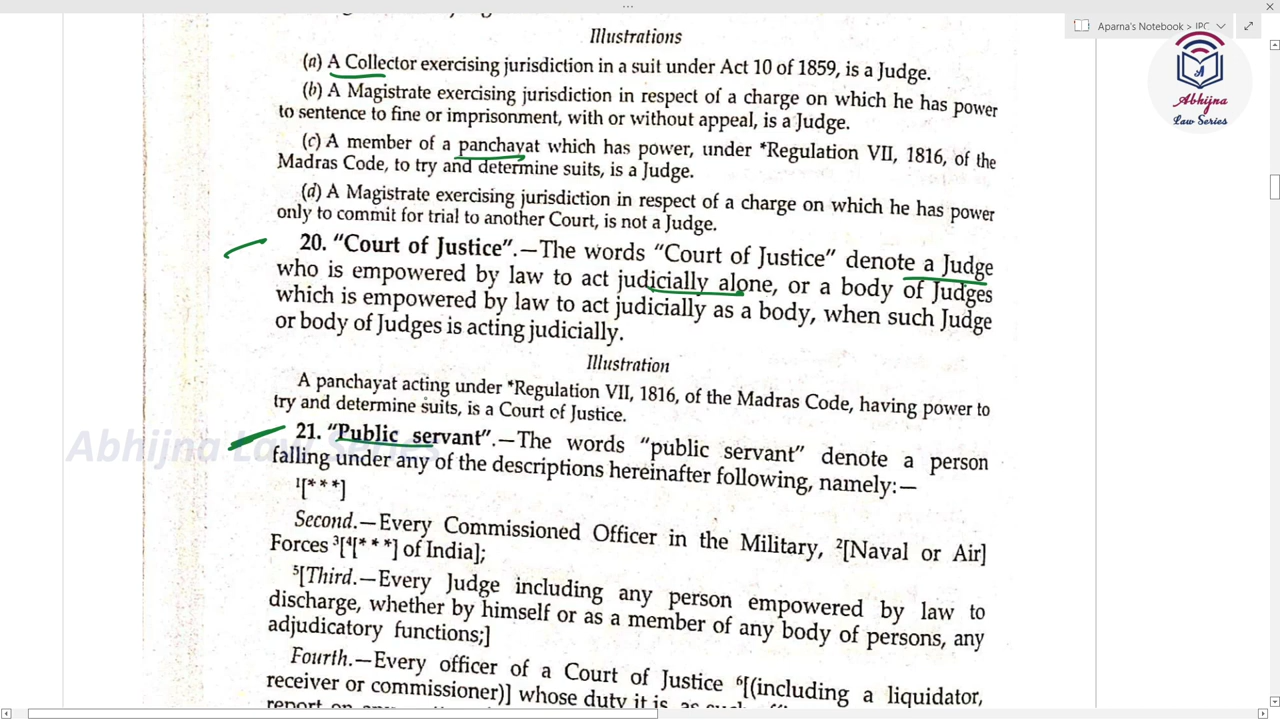 Aparna's Notebook > IPC
Abhijna
Law Series
Illustrations
(a) A Collector exercising jurisdiction in a suit under Act 10 of 1859, is a Judge.
(b) A Magistrate exercising jurisdiction in respect of a charge on which he has power
to sentence to fine or imprisonment, with or without appeal, is a Judge.
(c) A member of a panchayat which has power, under *Regulation VII, 1816, of the
Madras Code, to try and determine suits, is a Judge.
(d) A Magistrate exercising jurisdiction in respect of a charge on which he has power
only to commit for trial to another Court, is not a Judge.
20. “Court of Justice”.—The words “Court of Justice” denote a Judge
who is empowered by law to act judicially alone, or a body of Judges
which is empowered by law to act judicially as a body, when such Judge
or body of Judges is acting judicially.
Illustration
A panchayat acting under *Regulation VII, 1816, of the Madras Code, having power to
try and determine suits, is a Court of Justice.
Abhijna Law Series
21. “Public servant”.—The words “public servant” denote a person
falling under any of the descriptions hereinafter following, namely:—
1[* * *]
Second.—Every Commissioned Officer in the Military, 2[Naval or Air]
Forces 3[4[* * *] of India];
5[Third.—Every Judge including any person empowered by law to
discharge, whether by himself or as a member of any body of persons, any
adjudicatory functions;]
Fourth.—Every officer of a Court of Justice 6[(including a liquidator,
receiver or commissioner)] whose duty it is, as such
report on